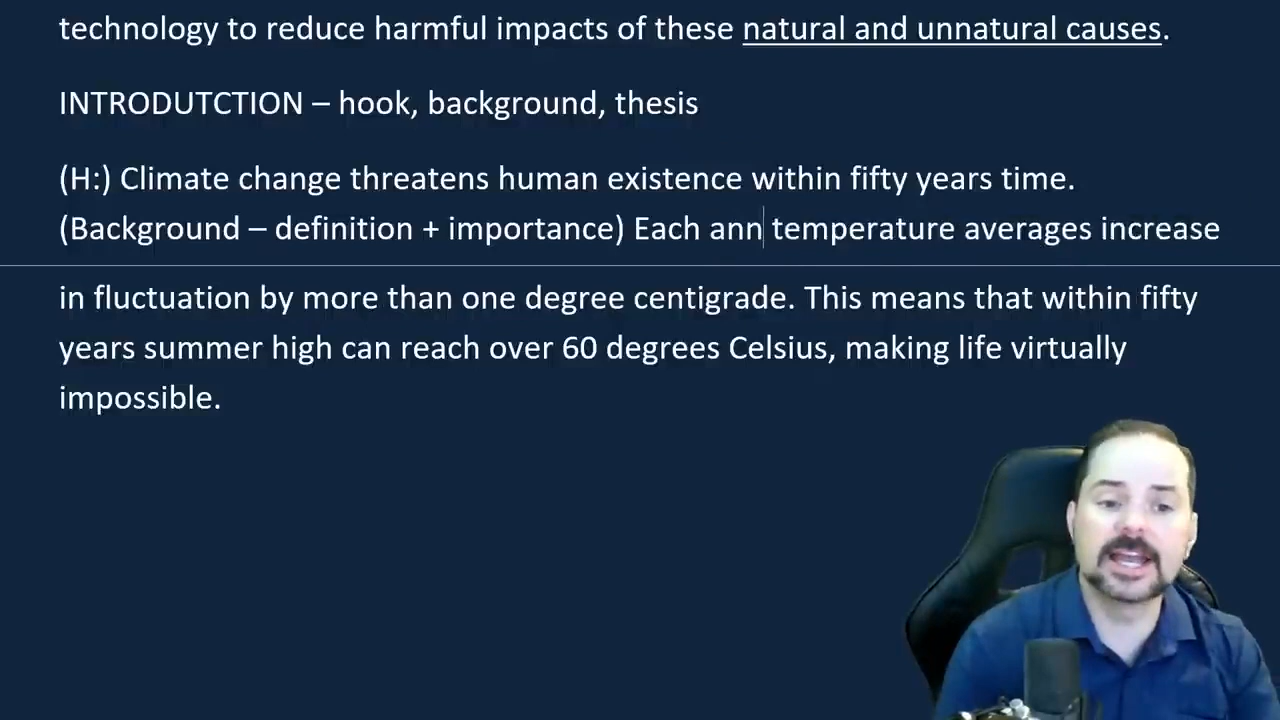 technology to reduce harmful impacts of these natural and unnatural causes.
INTRODUTCTION – hook, background, thesis
(H:) Climate change threatens human existence within fifty years time.
(Background – definition + importance) Each ann temperature averages increase
in fluctuation by more than one degree centigrade. This means that within fifty
years summer high can reach over 60 degrees Celsius, making life virtually
impossible.